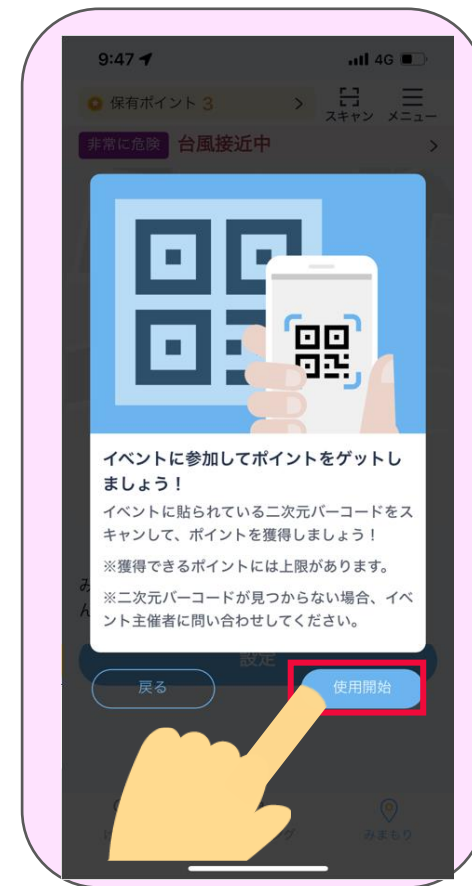 9:47
4G
保有ポイント 3
スキャン
メニュー
非常に危険 台風接近中
イベントに参加してポイントをゲットし
ましょう！
イベントに貼られている二次元バーコードをス
キャンして、ポイントを獲得しましょう！
※獲得できるポイントには上限があります。
※二次元バーコードが見つからない場合、イベ
ント主催者に問い合わせしてください。
み
ん
設定
戻る
使用開始
みまもり